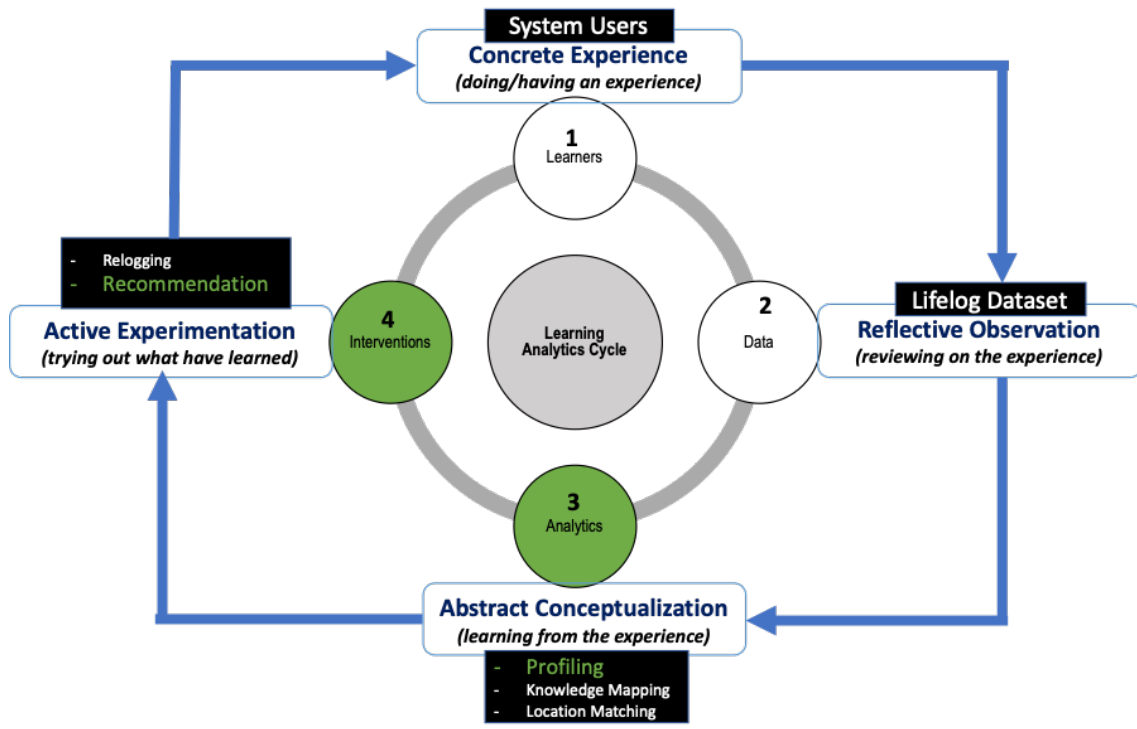 System Users
Concrete Experience
(doing/having an experience)
1
Learners
- Relogging
- Recommendation
Active Experimentation
(trying out what have learned)
4
Interventions
Learning
Analytics Cycle
2
Data
Lifelog Dataset
Reflective Observation
(reviewing on the experience)
3
Analytics
Abstract Conceptualization
(learning from the experience)
- Profiling
- Knowledge Mapping
- Location Matching